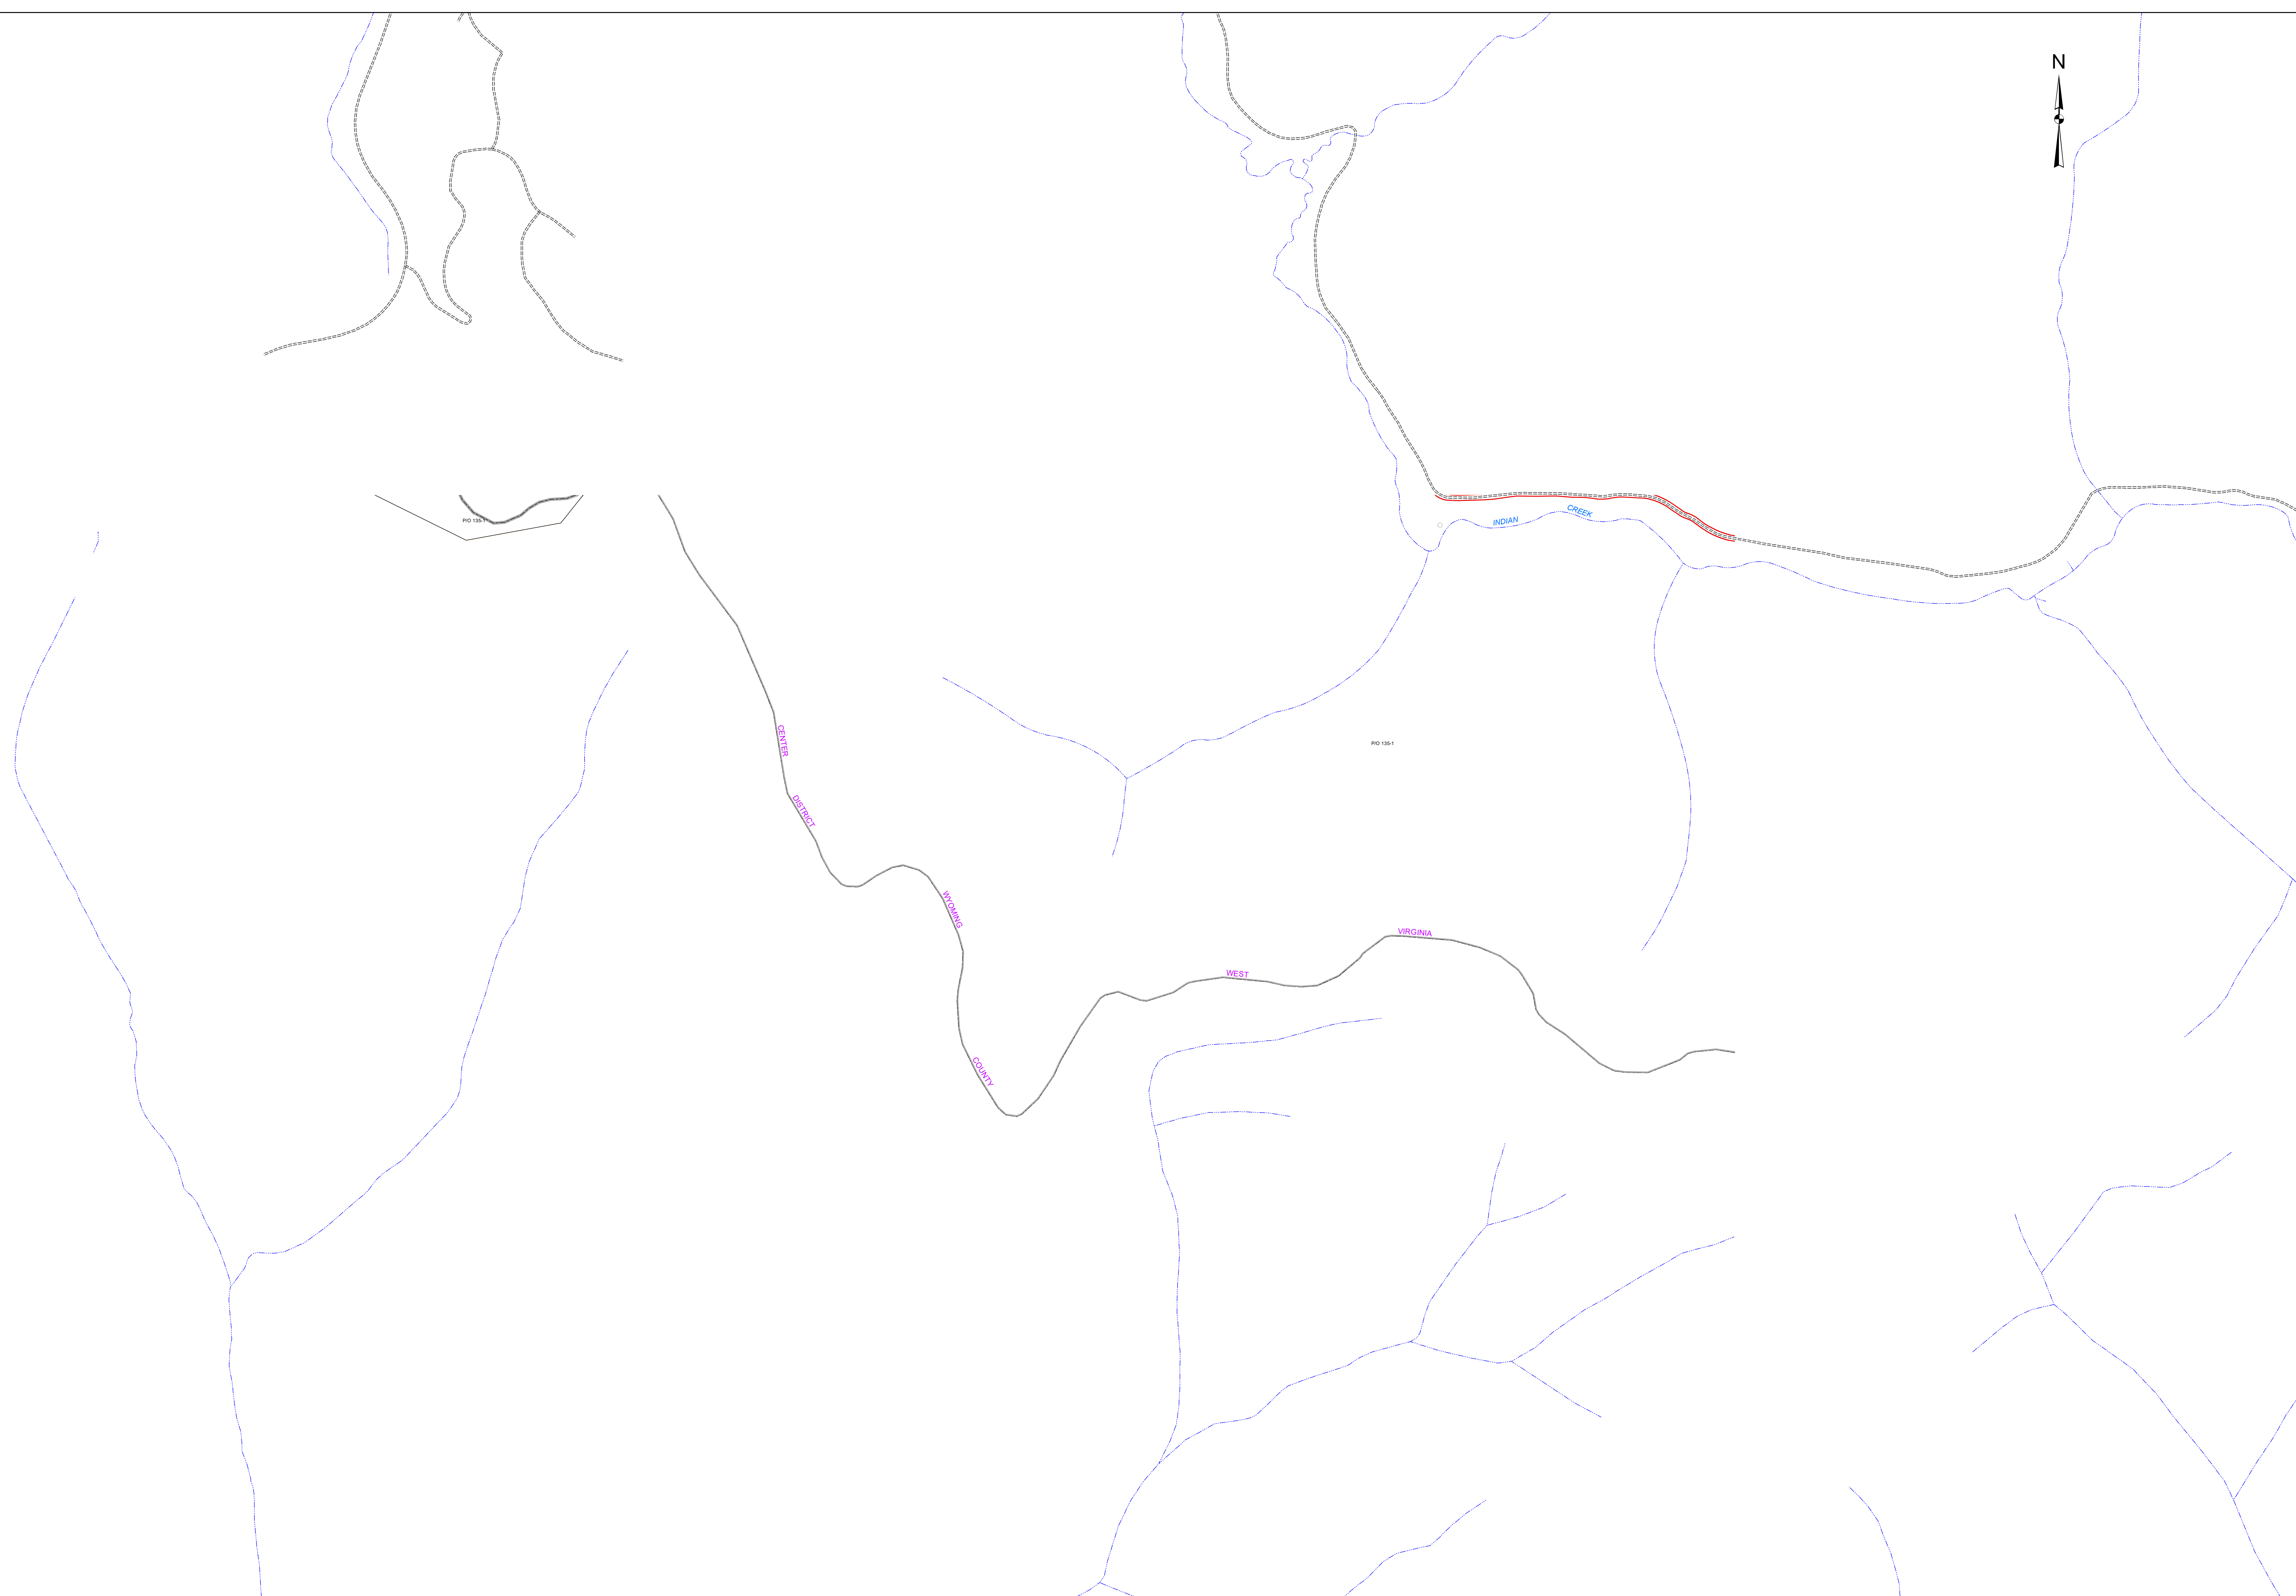 N
INDIAN CREEK
P/O 135-1
P/O 135-1
CENTER
DISTRICT
WYOMING
COUNTY
WEST
VIRGINIA